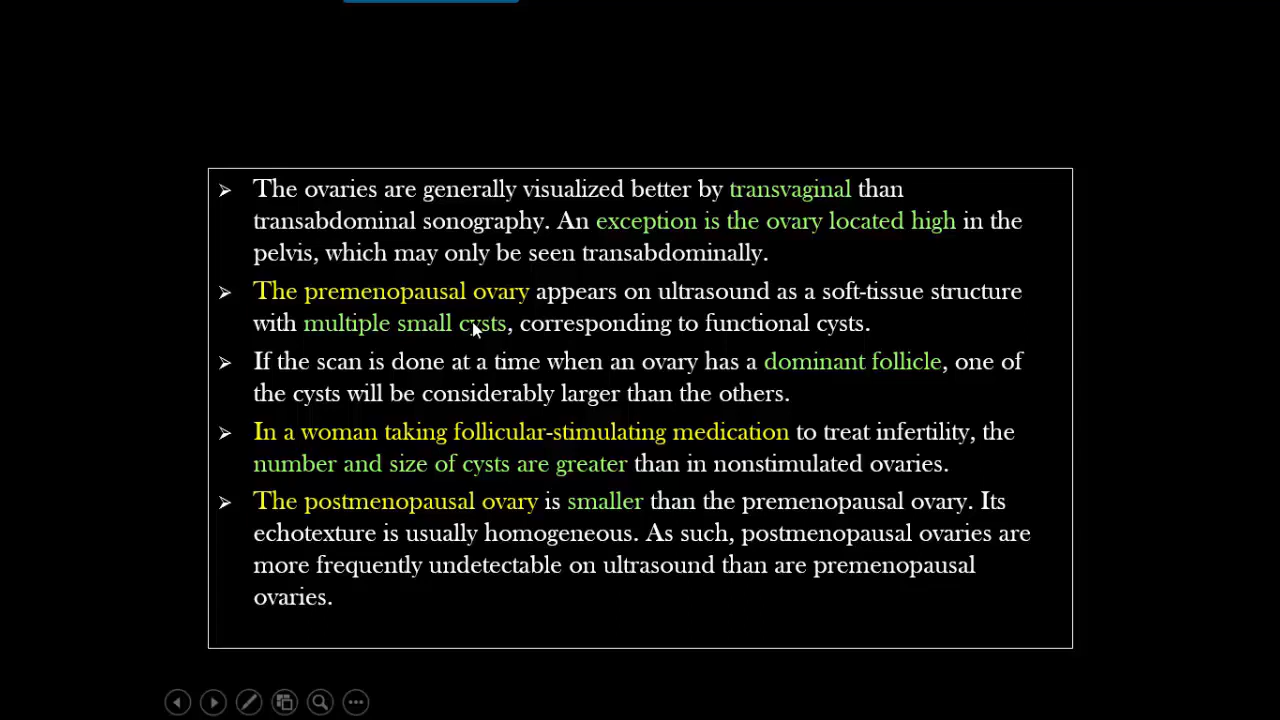 ➢ The ovaries are generally visualized better by transvaginal than
transabdominal sonography. An exception is the ovary located high in the
pelvis, which may only be seen transabdominally.
➢ The premenopausal ovary appears on ultrasound as a soft-tissue structure
with multiple small cysts, corresponding to functional cysts.
➢ If the scan is done at a time when an ovary has a dominant follicle, one of
the cysts will be considerably larger than the others.
➢ In a woman taking follicular-stimulating medication to treat infertility, the
number and size of cysts are greater than in nonstimulated ovaries.
➢ The postmenopausal ovary is smaller than the premenopausal ovary. Its
echotexture is usually homogeneous. As such, postmenopausal ovaries are
more frequently undetectable on ultrasound than are premenopausal
ovaries.